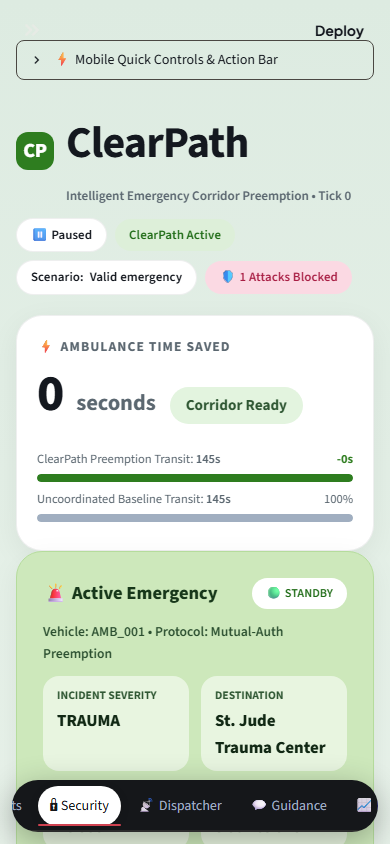 Deploy
Mobile Quick Controls & Action Bar
CP ClearPath
Intelligent Emergency Corridor Preemption • Tick 0
Paused ClearPath Active
Scenario: Valid emergency 1 Attacks Blocked
AMBULANCE TIME SAVED
0 seconds Corridor Ready
ClearPath Preemption Transit: 145s -0s
Uncoordinated Baseline Transit: 145s 100%
Active Emergency STANDBY
Vehicle: AMB_001 • Protocol: Mutual-Auth
Preemption
INCIDENT SEVERITY DESTINATION
TRAUMA St. Jude
Trauma Center
ts Security Dispatcher Guidance